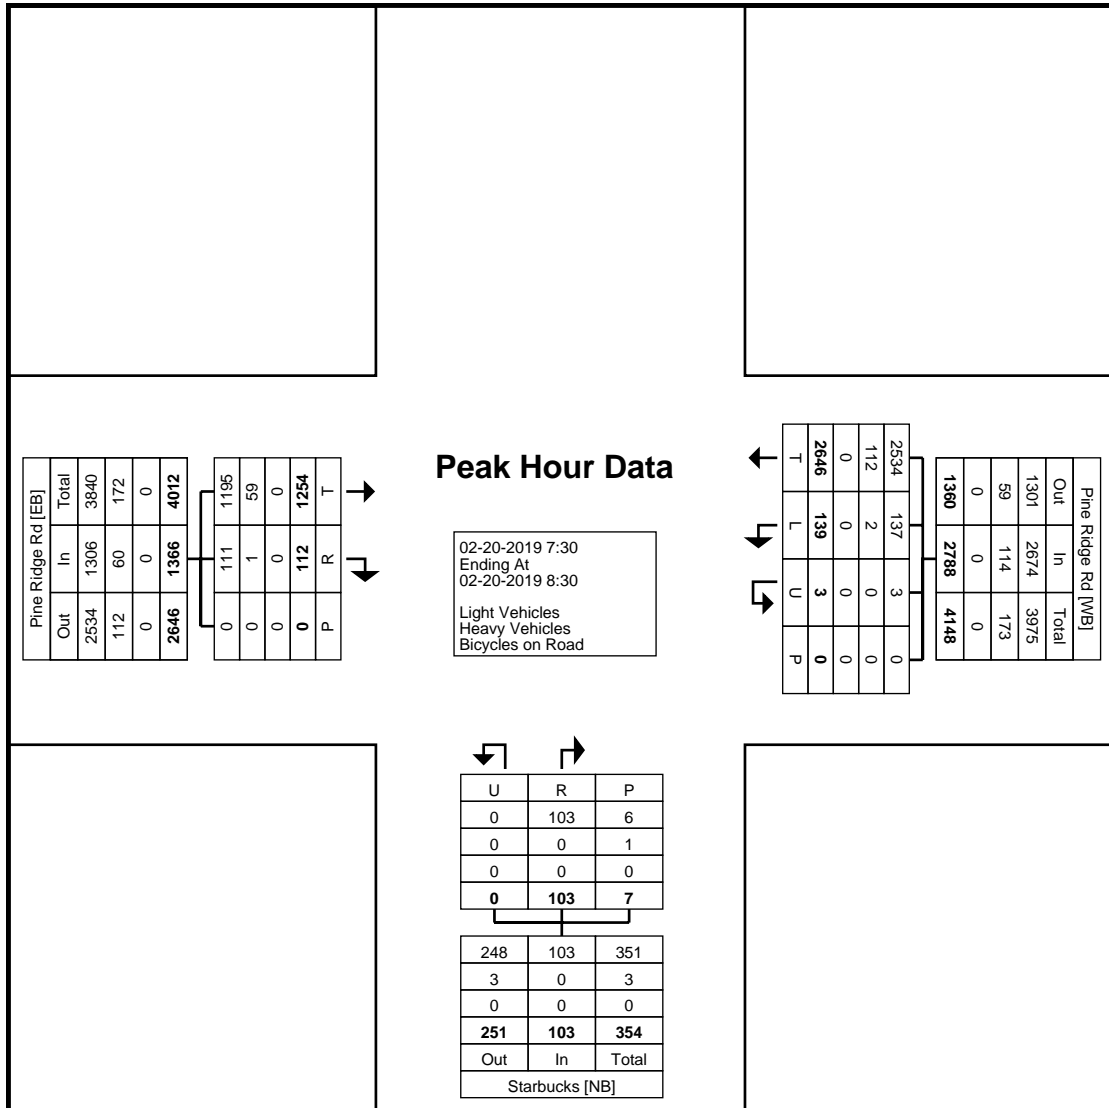 Peak Hour Data
02-20-2019 7:30
Ending At
02-20-2019 8:30
Light Vehicles
Heavy Vehicles
Bicycles on Road
Pine Ridge Rd [EB]
Total In Out
3840 1306 2534
172 60 112
0 0 0
4012 1366 2646
1195 111 0
59 1 0
0 0 0
1254 112 0
T R P
Pine Ridge Rd [WB]
Out In Total
1301 2674 3975
59 114 173
0 0 0
1360 2788 4148
2534 137 3 0
112 2 0 0
0 0 0 0
2646 139 3 0
T L U P
U R P
0 103 6
0 0 1
0 0 0
0 103 7
248 103 351
3 0 3
0 0 0
251 103 354
Out In Total
Starbucks [NB]